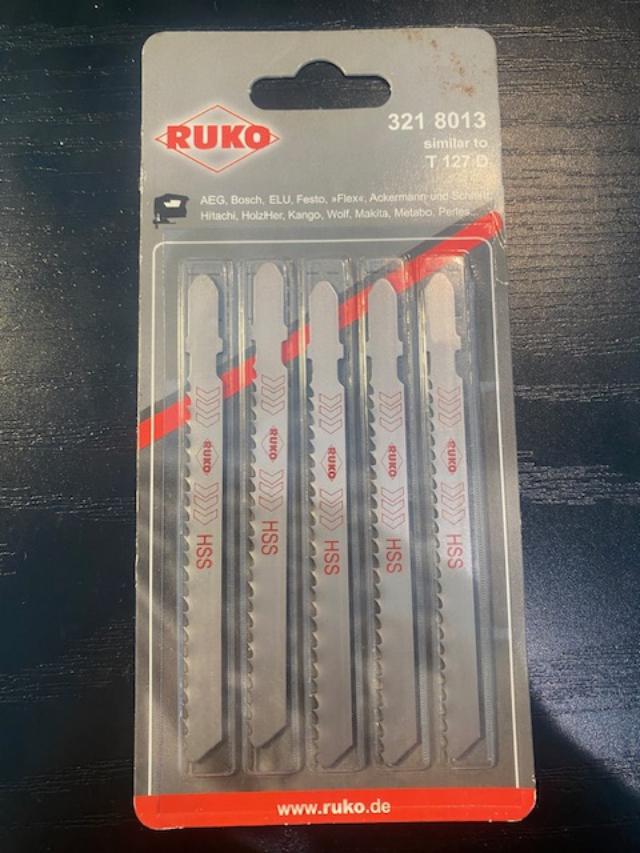 RUKO
321 8013
similar to
T 127 D
AEG, Bosch, ELU, Festo, »Flex«, Ackermann und Schmitt,
Hitachi, HolzHer, Kango, Wolf, Makita, Metabo, Perles...
RUKO
HSS
RUKO
HSS
RUKO
HSS
RUKO
HSS
RUKO
HSS
www.ruko.de